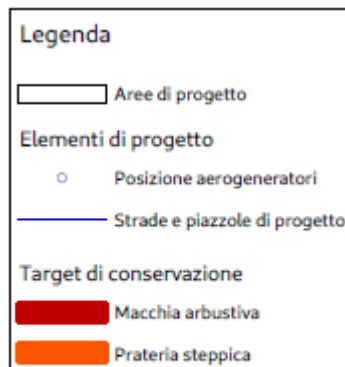 Legenda
Aree di progetto
Elementi di progetto
Posizione aerogeneratori
Strade e piazzole di progetto
Target di conservazione
Macchia arbustiva
Prateria steppica